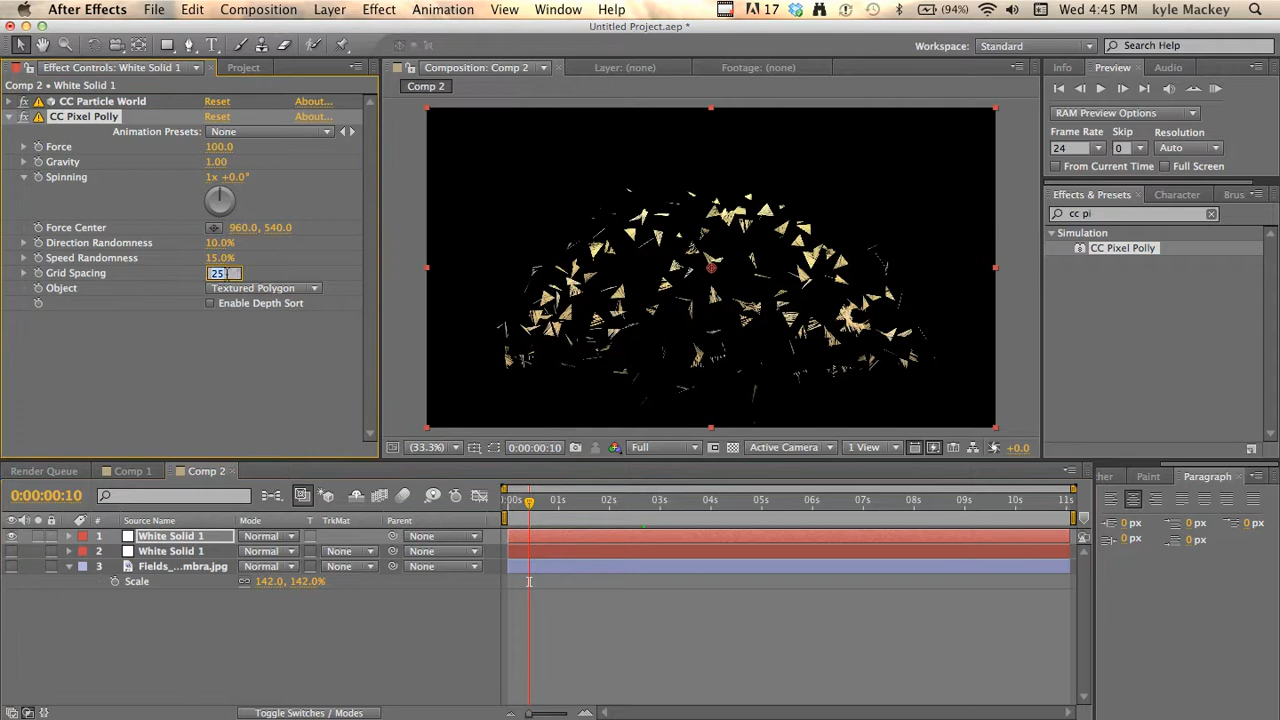 After Effects File Edit Composition Layer Effect Animation View Window Help 17 (94%) Wed 4:45 PM kyle Mackey
Untitled Project.aep *
Workspace: Standard Search Help
Effect Controls: White Solid 1 Project Composition: Comp 2 Layer: (none) Footage: (none) Info Preview Audio
Comp 2 • White Solid 1 Comp 2
fx CC Particle World Reset About...
fx CC Pixel Polly Reset About...
Animation Presets: None
Force 100.0
Gravity 1.00
Spinning 1x +0.0°
Force Center 960.0, 540.0
Direction Randomness 10.0%
Speed Randomness 15.0%
Grid Spacing 25
Object Textured Polygon
Enable Depth Sort
RAM Preview Options
Frame Rate Skip Resolution
24 0 Auto
From Current Time Full Screen
Effects & Presets Character Brus
cc pi
Simulation
CC Pixel Polly
(33.3%) 0:00:00:10 Full Active Camera 1 View +0.0
Render Queue Comp 1 Comp 2 cher Paint Paragraph
0:00:00:10 :00s 01s 02s 03s 04s 05s 06s 07s 08s 09s 10s 11s
# Source Name Mode T TrkMat Parent
1 White Solid 1 Normal None
2 White Solid 1 Normal None None
3 Fields_...mbra.jpg Normal None None
Scale 142.0, 142.0%
0 px 0 px 0 px
0 px 0 px
Toggle Switches / Modes